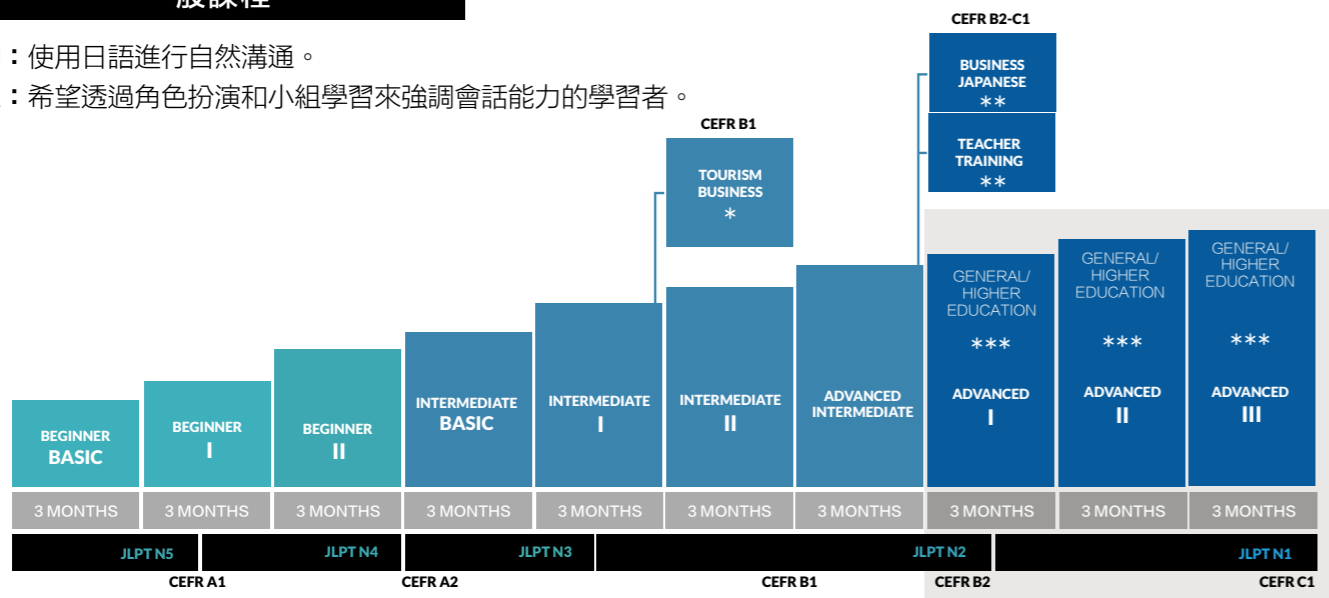 般課程
：使用日語進行自然溝通。
：希望透過角色扮演和小組學習來強調會話能力的學習者。
CEFR B2-C1
BUSINESS
JAPANESE
**
TEACHER
TRAINING
**
CEFR B1
TOURISM
BUSINESS
*
BEGINNER
BASIC
BEGINNER
I
BEGINNER
II
INTERMEDIATE
BASIC
INTERMEDIATE
I
INTERMEDIATE
II
ADVANCED
INTERMEDIATE
GENERAL/
HIGHER
EDUCATION
***
ADVANCED
I
GENERAL/
HIGHER
EDUCATION
***
ADVANCED
II
GENERAL/
HIGHER
EDUCATION
***
ADVANCED
III
3 MONTHS 3 MONTHS 3 MONTHS 3 MONTHS 3 MONTHS 3 MONTHS 3 MONTHS 3 MONTHS 3 MONTHS 3 MONTHS
JLPT N5 JLPT N4 JLPT N3 JLPT N2 JLPT N1
CEFR A1 CEFR A2 CEFR B1 CEFR B2 CEFR C1